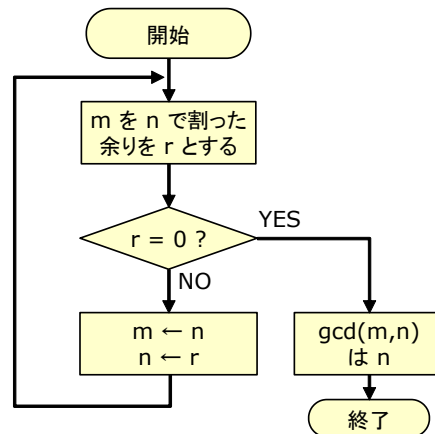 開始
m を n で割った
余りを r とする
r = 0 ?
YES
NO
m ← n
n ← r
gcd(m,n)
は n
終了